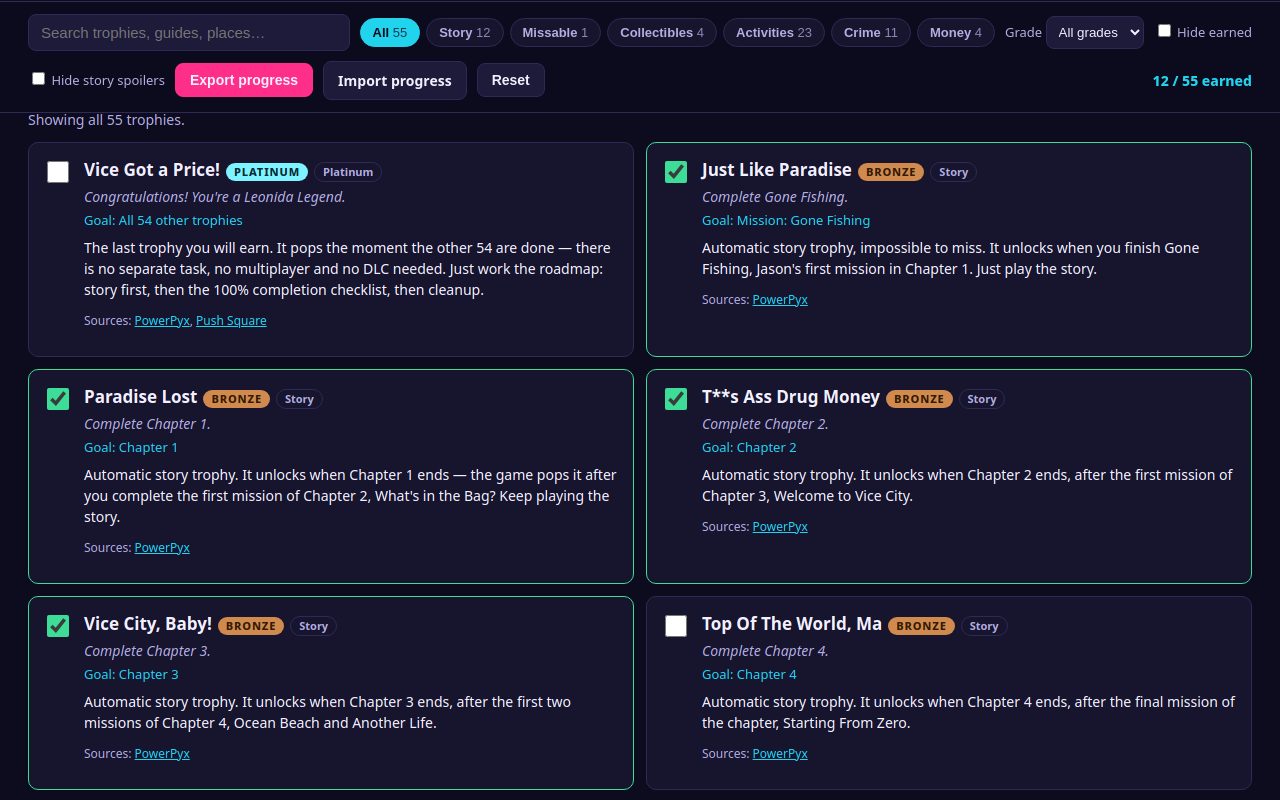 Search trophies, guides, places… All 55 Story 12 Missable 1 Collectibles 4 Activities 23 Crime 11 Money 4 Grade All grades Hide earned
Hide story spoilers Export progress Import progress Reset 12 / 55 earned
Showing all 55 trophies.
Vice Got a Price! PLATINUM Platinum
Congratulations! You're a Leonida Legend.
Goal: All 54 other trophies
The last trophy you will earn. It pops the moment the other 54 are done — there
is no separate task, no multiplayer and no DLC needed. Just work the roadmap:
story first, then the 100% completion checklist, then cleanup.
Sources: PowerPyx, Push Square
Just Like Paradise BRONZE Story
Complete Gone Fishing.
Goal: Mission: Gone Fishing
Automatic story trophy, impossible to miss. It unlocks when you finish Gone
Fishing, Jason's first mission in Chapter 1. Just play the story.
Sources: PowerPyx
Paradise Lost BRONZE Story
Complete Chapter 1.
Goal: Chapter 1
Automatic story trophy. It unlocks when Chapter 1 ends — the game pops it after
you complete the first mission of Chapter 2, What's in the Bag? Keep playing the
story.
Sources: PowerPyx
T**s Ass Drug Money BRONZE Story
Complete Chapter 2.
Goal: Chapter 2
Automatic story trophy. It unlocks when Chapter 2 ends, after the first mission of
Chapter 3, Welcome to Vice City.
Sources: PowerPyx
Vice City, Baby! BRONZE Story
Complete Chapter 3.
Goal: Chapter 3
Automatic story trophy. It unlocks when Chapter 3 ends, after the first two
missions of Chapter 4, Ocean Beach and Another Life.
Sources: PowerPyx
Top Of The World, Ma BRONZE Story
Complete Chapter 4.
Goal: Chapter 4
Automatic story trophy. It unlocks when Chapter 4 ends, after the final mission of
the chapter, Starting From Zero.
Sources: PowerPyx